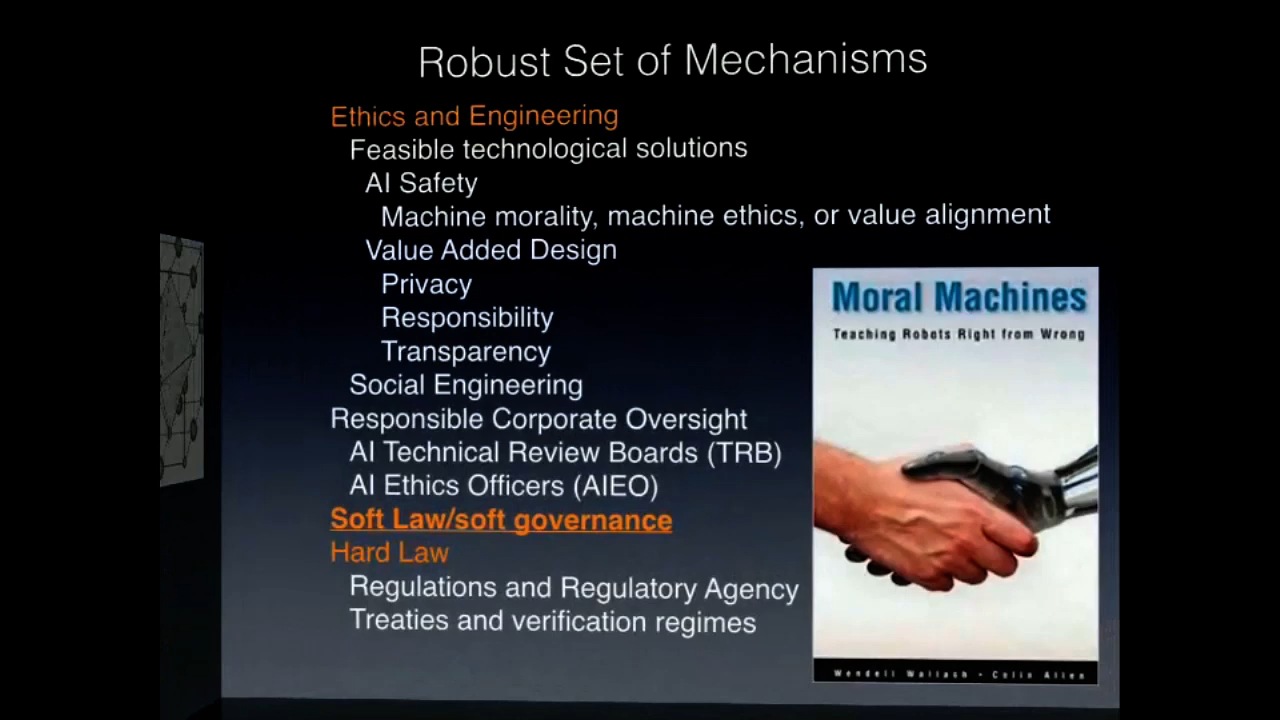 Robust Set of Mechanisms
Ethics and Engineering
Feasible technological solutions
AI Safety
Machine morality, machine ethics, or value alignment
Value Added Design
Privacy
Responsibility
Transparency
Social Engineering
Responsible Corporate Oversight
AI Technical Review Boards (TRB)
AI Ethics Officers (AIEO)
Soft Law/soft governance
Hard Law
Regulations and Regulatory Agency
Treaties and verification regimes
Moral Machines
Teaching Robots Right from Wrong
Wendell Wallach - Colin Allen